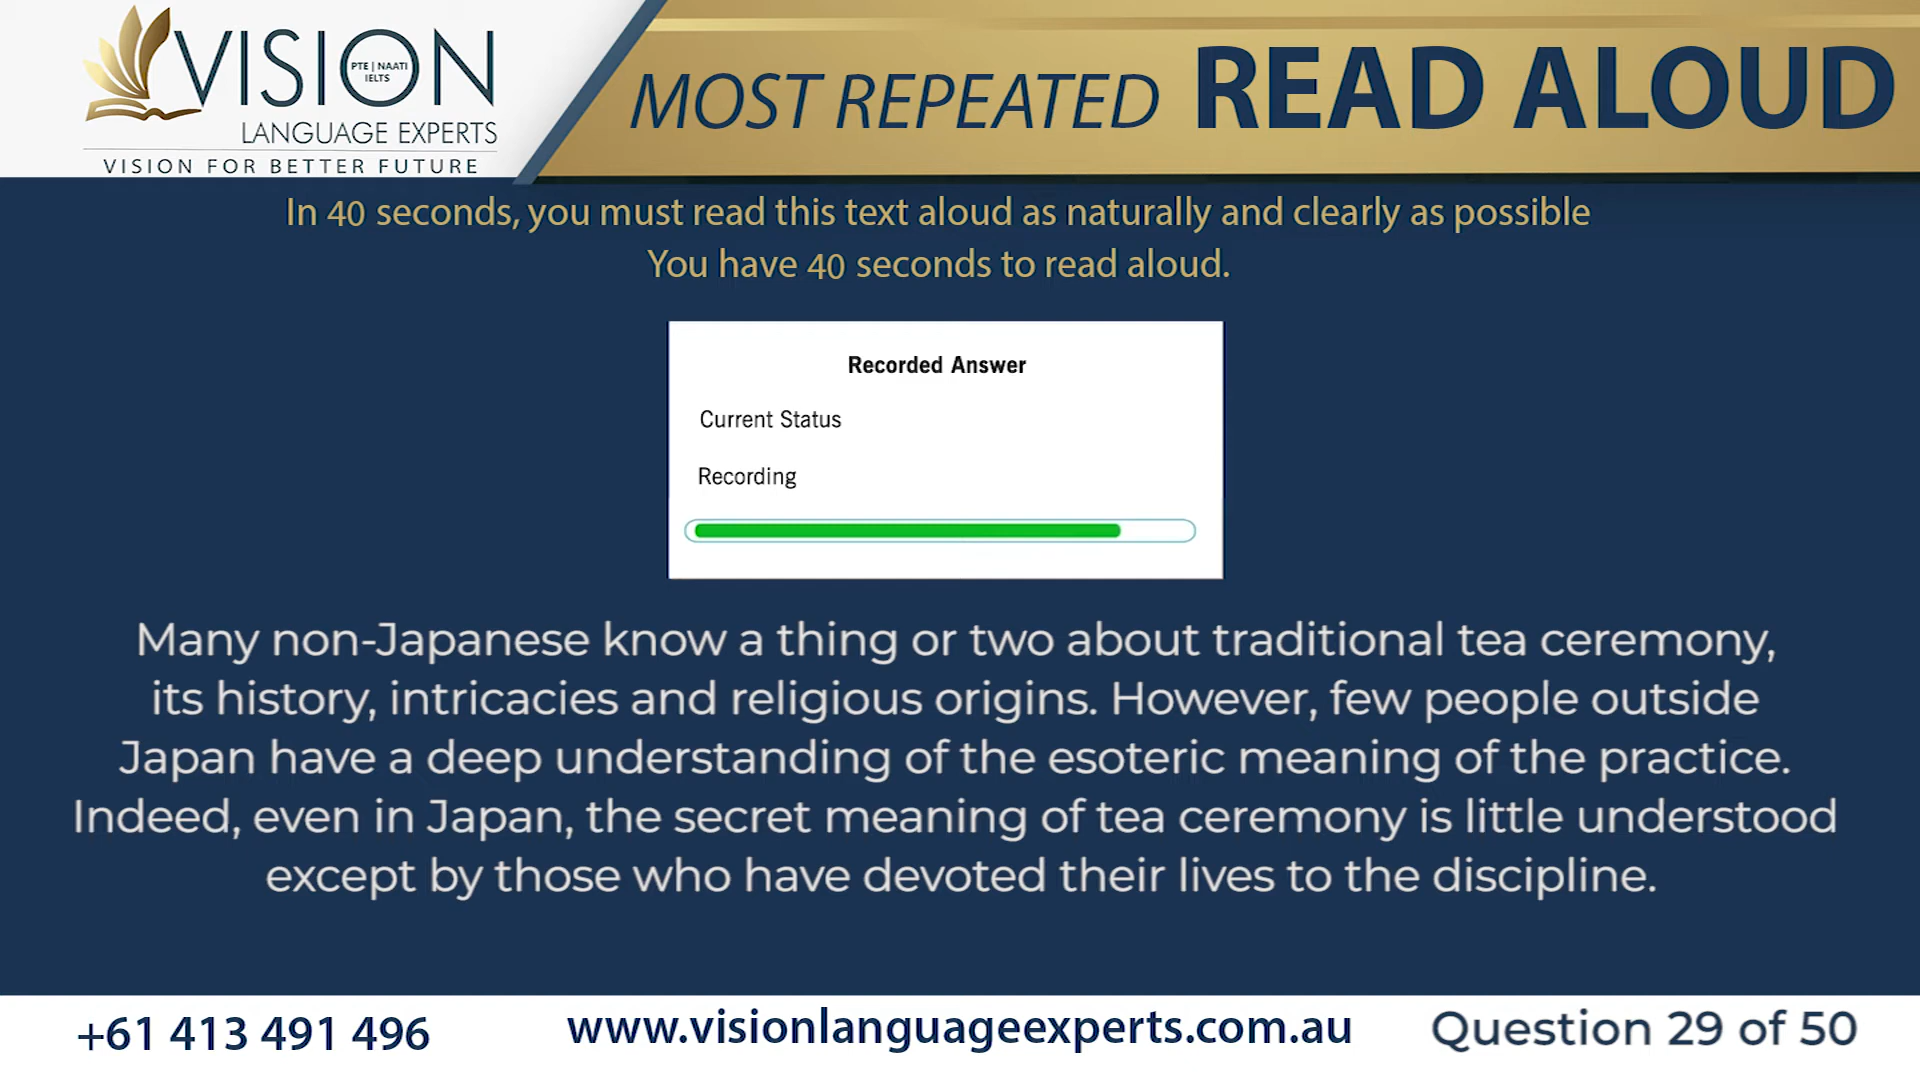 VISION
PTE | NAATI
IELTS
LANGUAGE EXPERTS
VISION FOR BETTER FUTURE
MOST REPEATED READ ALOUD
In 40 seconds, you must read this text aloud as naturally and clearly as possible
You have 40 seconds to read aloud.
Recorded Answer
Current Status
Recording
Many non-Japanese know a thing or two about traditional tea ceremony,
its history, intricacies and religious origins. However, few people outside
Japan have a deep understanding of the esoteric meaning of the practice.
Indeed, even in Japan, the secret meaning of tea ceremony is little understood
except by those who have devoted their lives to the discipline.
+61 413 491 496
www.visionlanguageexperts.com.au
Question 29 of 50